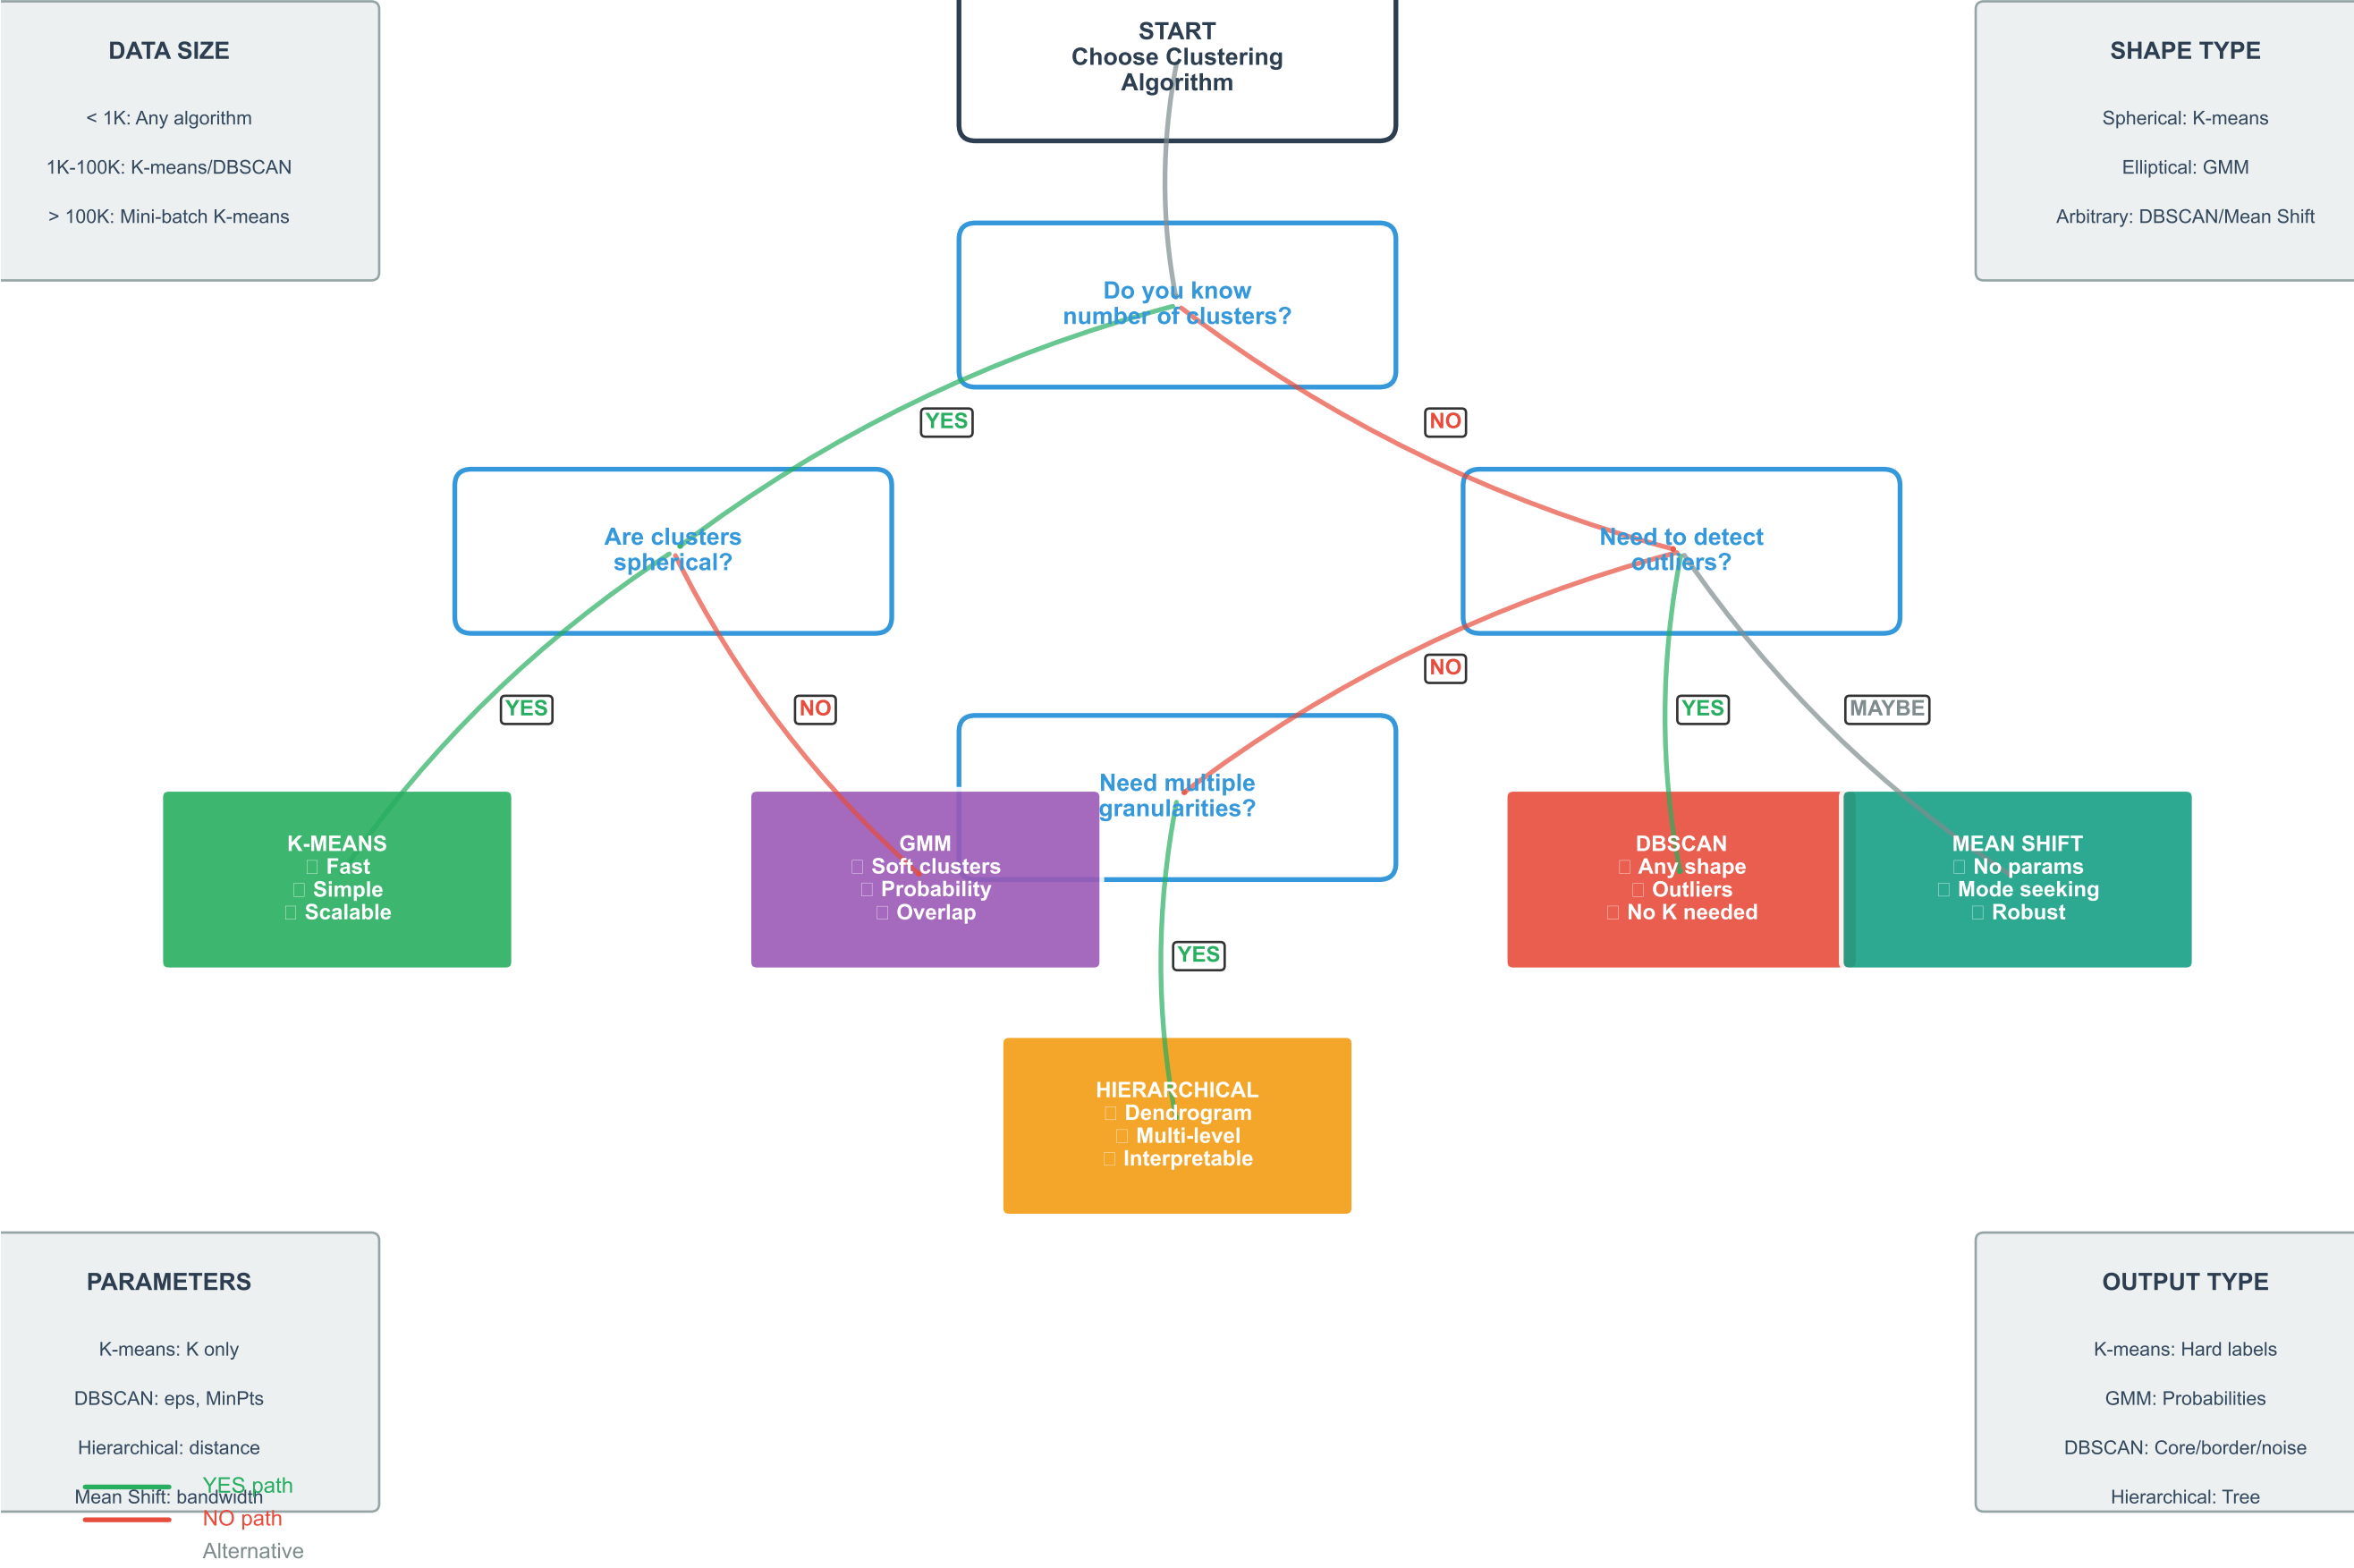 DATA SIZE
< 1K: Any algorithm
1K-100K: K-means/DBSCAN
> 100K: Mini-batch K-means
START
Choose Clustering
Algorithm
SHAPE TYPE
Spherical: K-means
Elliptical: GMM
Arbitrary: DBSCAN/Mean Shift
Do you know
number of clusters?
YES
NO
Are clusters
spherical?
Need to detect
outliers?
NO
YES
NO
YES
MAYBE
Need multiple
granularities?
K-MEANS
Fast
Simple
Scalable
GMM
Soft clusters
Probability
Overlap
DBSCAN
Any shape
Outliers
No K needed
MEAN SHIFT
No params
Mode seeking
Robust
YES
HIERARCHICAL
Dendrogram
Multi-level
Interpretable
PARAMETERS
K-means: K only
DBSCAN: eps, MinPts
Hierarchical: distance
Mean Shift: bandwidth
YES path
NO path
Alternative
OUTPUT TYPE
K-means: Hard labels
GMM: Probabilities
DBSCAN: Core/border/noise
Hierarchical: Tree